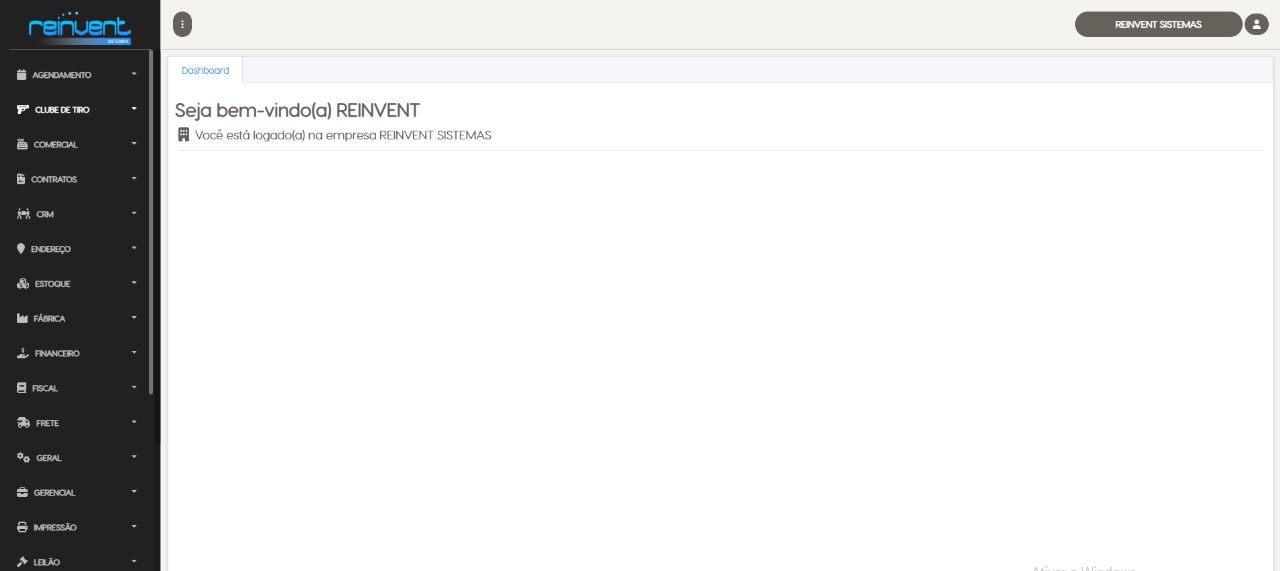 reinvent
SISTEMAS
AGENDAMENTO
CLUBE DE TIRO
COMERCIAL
CONTRATOS
CRM
ENDEREÇO
ESTOQUE
FÁBRICA
FINANCEIRO
FISCAL
FRETE
GERAL
GERENCIAL
IMPRESSÃO
LEILÃO
REINVENT SISTEMAS
Dashboard
Seja bem-vindo(a) REINVENT
Você está logado(a) na empresa REINVENT SISTEMAS